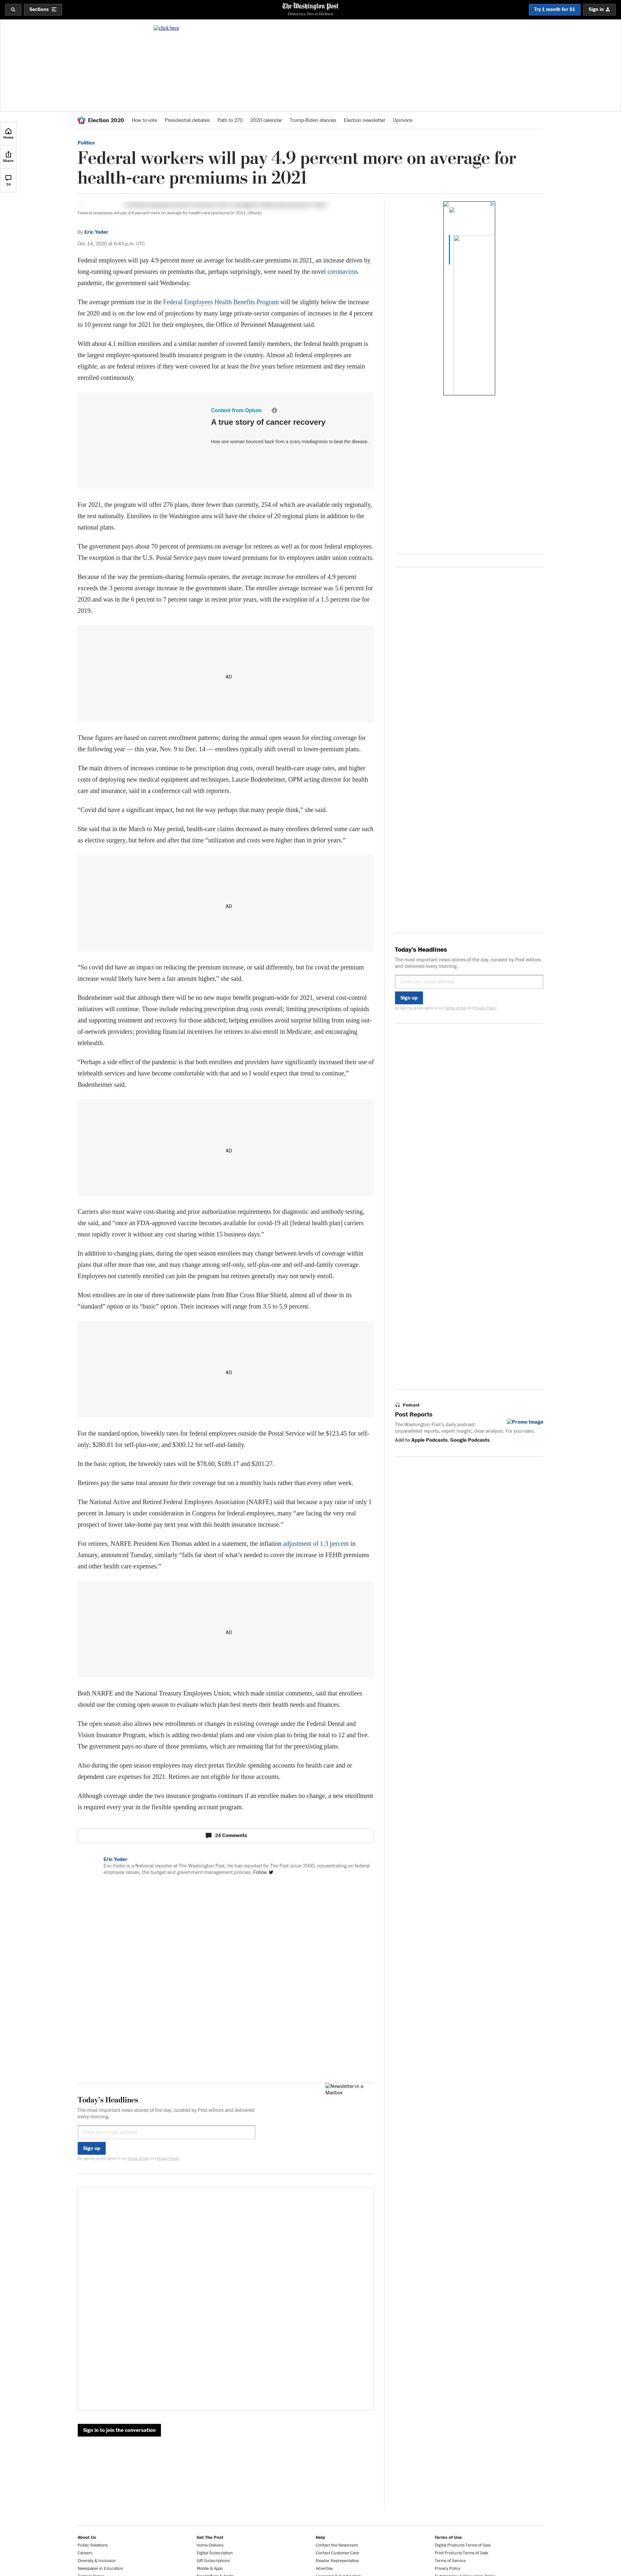 Sections
The Washington Post
Democracy Dies in Darkness
Try 1 month for $1
Sign in
click here
Home
Share
24
Election 2020
How to vote
Presidential debates
Path to 270
2020 calendar
Trump-Biden stances
Election newsletter
Opinions
Politics
Federal workers will pay 4.9 percent more on average for
health-care premiums in 2021
Federal employees will pay 4.9 percent more on average for health-care premiums in 2021. (iStock)
By Eric Yoder
Oct. 14, 2020 at 6:43 p.m. UTC
Federal employees will pay 4.9 percent more on average for health-care premiums in 2021, an increase driven by
long-running upward pressures on premiums that, perhaps surprisingly, were eased by the novel coronavirus
pandemic, the government said Wednesday.
The average premium rise in the Federal Employees Health Benefits Program will be slightly below the increase
for 2020 and is on the low end of projections by many large private-sector companies of increases in the 4 percent
to 10 percent range for 2021 for their employees, the Office of Personnel Management said.
With about 4.1 million enrollees and a similar number of covered family members, the federal health program is
the largest employer-sponsored health insurance program in the country. Almost all federal employees are
eligible, as are federal retirees if they were covered for at least the five years before retirement and they remain
enrolled continuously.
Content from Optum
A true story of cancer recovery
How one woman bounced back from a scary misdiagnosis to beat the disease.
For 2021, the program will offer 276 plans, three fewer than currently, 254 of which are available only regionally,
the rest nationally. Enrollees in the Washington area will have the choice of 20 regional plans in addition to the
national plans.
The government pays about 70 percent of premiums on average for retirees as well as for most federal employees.
The exception is that the U.S. Postal Service pays more toward premiums for its employees under union contracts.
Because of the way the premium-sharing formula operates, the average increase for enrollees of 4.9 percent
exceeds the 3 percent average increase in the government share. The enrollee average increase was 5.6 percent for
2020 and was in the 6 percent to 7 percent range in recent prior years, with the exception of a 1.5 percent rise for
2019.
AD
Those figures are based on current enrollment patterns; during the annual open season for electing coverage for
the following year — this year, Nov. 9 to Dec. 14 — enrollees typically shift overall to lower-premium plans.
The main drivers of increases continue to be prescription drug costs, overall health-care usage rates, and higher
costs of deploying new medical equipment and techniques, Laurie Bodenheimer, OPM acting director for health
care and insurance, said in a conference call with reporters.
“Covid did have a significant impact, but not the way perhaps that many people think,” she said.
She said that in the March to May period, health-care claims decreased as many enrollees deferred some care such
as elective surgery, but before and after that time “utilization and costs were higher than in prior years.”
AD
“So covid did have an impact on reducing the premium increase, or said differently, but for covid the premium
increase would likely have been a fair amount higher,” she said.
Bodenheimer said that although there will be no new major benefit program-wide for 2021, several cost-control
initiatives will continue. Those include reducing prescription drug costs overall; limiting prescriptions of opioids
and supporting treatment and recovery for those addicted; helping enrollees avoid surprise billing from using out-
of-network providers; providing financial incentives for retirees to also enroll in Medicare; and encouraging
telehealth.
“Perhaps a side effect of the pandemic is that both enrollees and providers have significantly increased their use of
telehealth services and have become comfortable with that and so I would expect that trend to continue,”
Bodenheimer said.
AD
Carriers also must waive cost-sharing and prior authorization requirements for diagnostic and antibody testing,
she said, and “once an FDA-approved vaccine becomes available for covid-19 all [federal health plan] carriers
must rapidly cover it without any cost sharing within 15 business days.”
In addition to changing plans, during the open season enrollees may change between levels of coverage within
plans that offer more than one, and may change among self-only, self-plus-one and self-and-family coverage.
Employees not currently enrolled can join the program but retirees generally may not newly enroll.
Most enrollees are in one of three nationwide plans from Blue Cross Blue Shield, almost all of those in its
“standard” option or its “basic” option. Their increases will range from 3.5 to 5.9 percent.
AD
For the standard option, biweekly rates for federal employees outside the Postal Service will be $123.45 for self-
only; $280.81 for self-plus-one; and $300.12 for self-and-family.
In the basic option, the biweekly rates will be $78.60, $189.17 and $201.27.
Retirees pay the same total amount for their coverage but on a monthly basis rather than every other week.
The National Active and Retired Federal Employees Association (NARFE) said that because a pay raise of only 1
percent in January is under consideration in Congress for federal employees, many “are facing the very real
prospect of lower take-home pay next year with this health insurance increase.”
For retirees, NARFE President Ken Thomas added in a statement, the inflation adjustment of 1.3 percent in
January, announced Tuesday, similarly “falls far short of what’s needed to cover the increase in FEHB premiums
and other health care expenses.”
AD
Both NARFE and the National Treasury Employees Union, which made similar comments, said that enrollees
should use the coming open season to evaluate which plan best meets their health needs and finances.
The open season also allows new enrollments or changes in existing coverage under the Federal Dental and
Vision Insurance Program, which is adding two dental plans and one vision plan to bring the total to 12 and five.
The government pays no share of those premiums, which are remaining flat for the preexisting plans.
Also during the open season employees may elect pretax flexible spending accounts for health care and or
dependent care expenses for 2021. Retirees are not eligible for those accounts.
Although coverage under the two insurance programs continues if an enrollee makes no change, a new enrollment
is required every year in the flexible spending account program.
24 Comments
Eric Yoder
Eric Yoder is a National reporter at The Washington Post. He has reported for The Post since 2000, concentrating on federal
employee issues, the budget and government management policies. Follow
Today’s Headlines
The most important news stories of the day, curated by Post editors
and delivered every morning.
Enter your email address
Sign up
By signing up you agree to our Terms of Use and Privacy Policy
Podcast
Post Reports
Promo Image
The Washington Post’s daily podcast:
unparalleled reports, expert insight, clear analysis. For your ears.
Add to Apple Podcasts, Google Podcasts
Newsletter in a
Mailbox
Today’s Headlines
The most important news stories of the day, curated by Post editors and delivered
every morning.
Enter your email address
Sign up
By signing up you agree to our Terms of Use and Privacy Policy
Sign in to join the conversation
About Us
Public Relations
Careers
Diversity & Inclusion
Newspaper in Education
Get The Post
Home Delivery
Digital Subscription
Gift Subscriptions
Mobile & Apps
Help
Contact the Newsroom
Contact Customer Care
Reader Representative
Advertise
Terms of Use
Digital Products Terms of Sale
Print Products Terms of Sale
Terms of Service
Privacy Policy